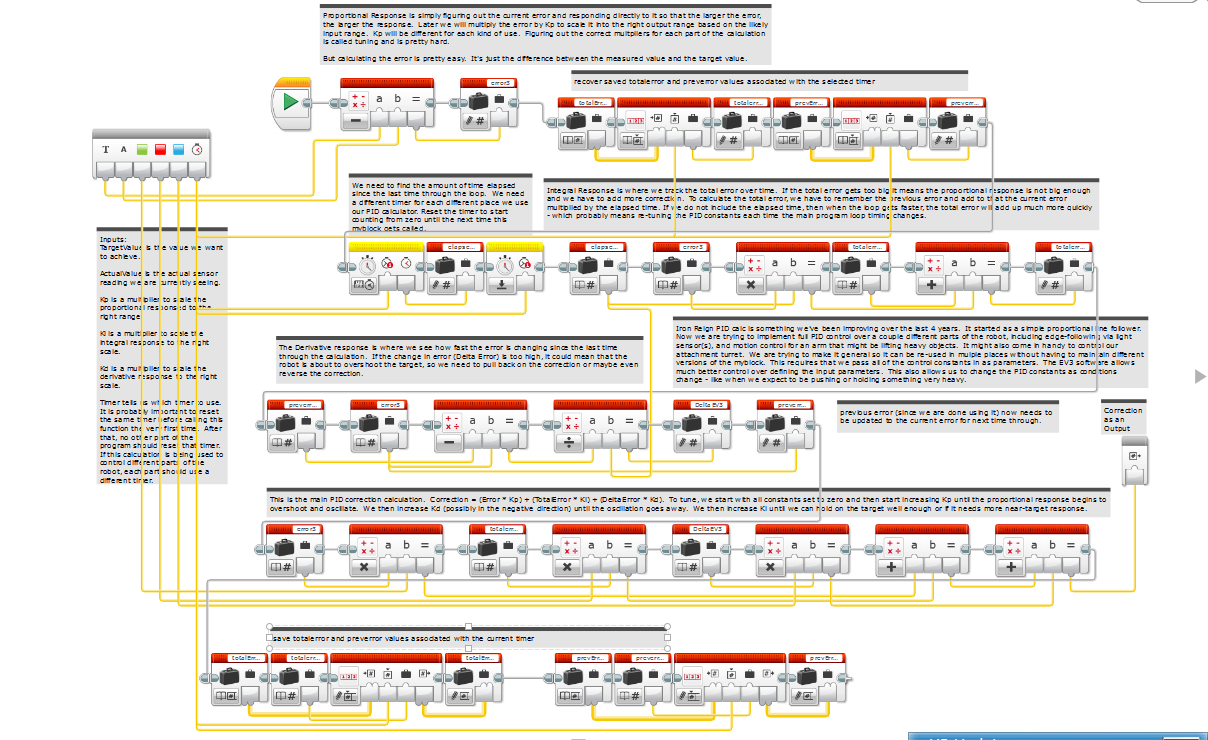 Proportional Response is simply figuring out the current error and responding directly to it so that the larger the error,
the larger the response. Later we will multiply the error by Kp to scale it into the right output range based on the likely
input range. Kp will be different for each kind of use. Figuring out the correct multpliers for each part of the calculation
is called tuning and is pretty hard.
But calculating the error is pretty easy. It's just the difference between the measured value and the target value.
recover saved totalerror and preverror values associated with the selected timer
a b =
error3
totalErr...
totalerr...
prevErr...
preverr...
T A
We need to find the amount of time elapsed
since the last time through the loop. We need
a different timer for each different place we use
our PID calculator. Reset the timer to start
counting from zero until the next time this
myblock gets called.
Integral Response is where we track the total error over time. If the total error gets too big it means the proportional response is not big enough
and we have to add more correction. To calculate the total error, we have to remember the previous error and add to that the current error
multiplied by the elapsed time. If we do not include the elapsed time, then when the loop gets faster, the total error will add up much more quickly
- which probably means re-tuning the PID constants each time the main program loop timing changes.
Inputs:
TargetValue is the value we want
to achieve.
ActualValue is the actual sensor
reading we are currently seeing.
Kp is a multiplier to scale the
proportional responsed to the
right range
Ki is a multiplier to scale the
integral response to the right
scale.
Kd is a multiplier to scale the
derivative response to the right
scale.
Timer tells us which timer to use.
It is probably important to reset
the same timer before calling this
function the very first time. After
that, no other part of the
program should reset that timer.
If this calculation is being used to
control different parts of the
robot, each part should use a
different timer.
elapse...
elapse...
error3
a b =
totalerr...
a b =
totalerr...
Iron Reign PID calc is something we've been improving over the last 4 years. It started as a simple proportional line follower.
Now we are trying to implement full PID control over a couple different parts of the robot, including edge-following via light
sensor(s), and motion control for an arm that might be lifting heavy objects. It might also come in handy to control our
attachment turret. We are trying to make it general so it can be re-used in muiple places without having to maintain different
versions of the myblock. This requires that we pass all of the control constants in as parameters. The EV3 software allows
much better control over defining the input parameters. This also allows us to change the PID constants as conditions
change - like when we expect to be pushing or holding something very heavy.
The Derivative response is where we see how fast the error is changing since the last time
through the calculation. If the change in error (Delta Error) is too high, it could mean that the
robot is about to overshoot the target, so we need to pull back on the correction or maybe even
reverse the correction.
preverr...
error3
a b =
a b =
DeltaEV3
preverr...
previous error (since we are done using it) now needs to
be updated to the current error for next time through.
Correction
as an
Output
This is the main PID correction calculation. Correction = (Error * Kp) + (TotalError * Ki) + (DeltaError * Kd). To tune, we start with all constants set to zero and then start increasing Kp until the proportional response begins to
overshoot and oscillate. We then increase Kd (possibly in the negative direction) until the oscillation goes away. We then increase Ki until we can hold on the target well enough or if it needs more near-target response.
error3
a b =
totalerr...
a b =
DeltaEV3
a b =
a b =
a b =
save totalerror and preverror values associated with the current timer
totalErr...
totalerr...
totalErr...
prevErr...
preverr...
prevErr...